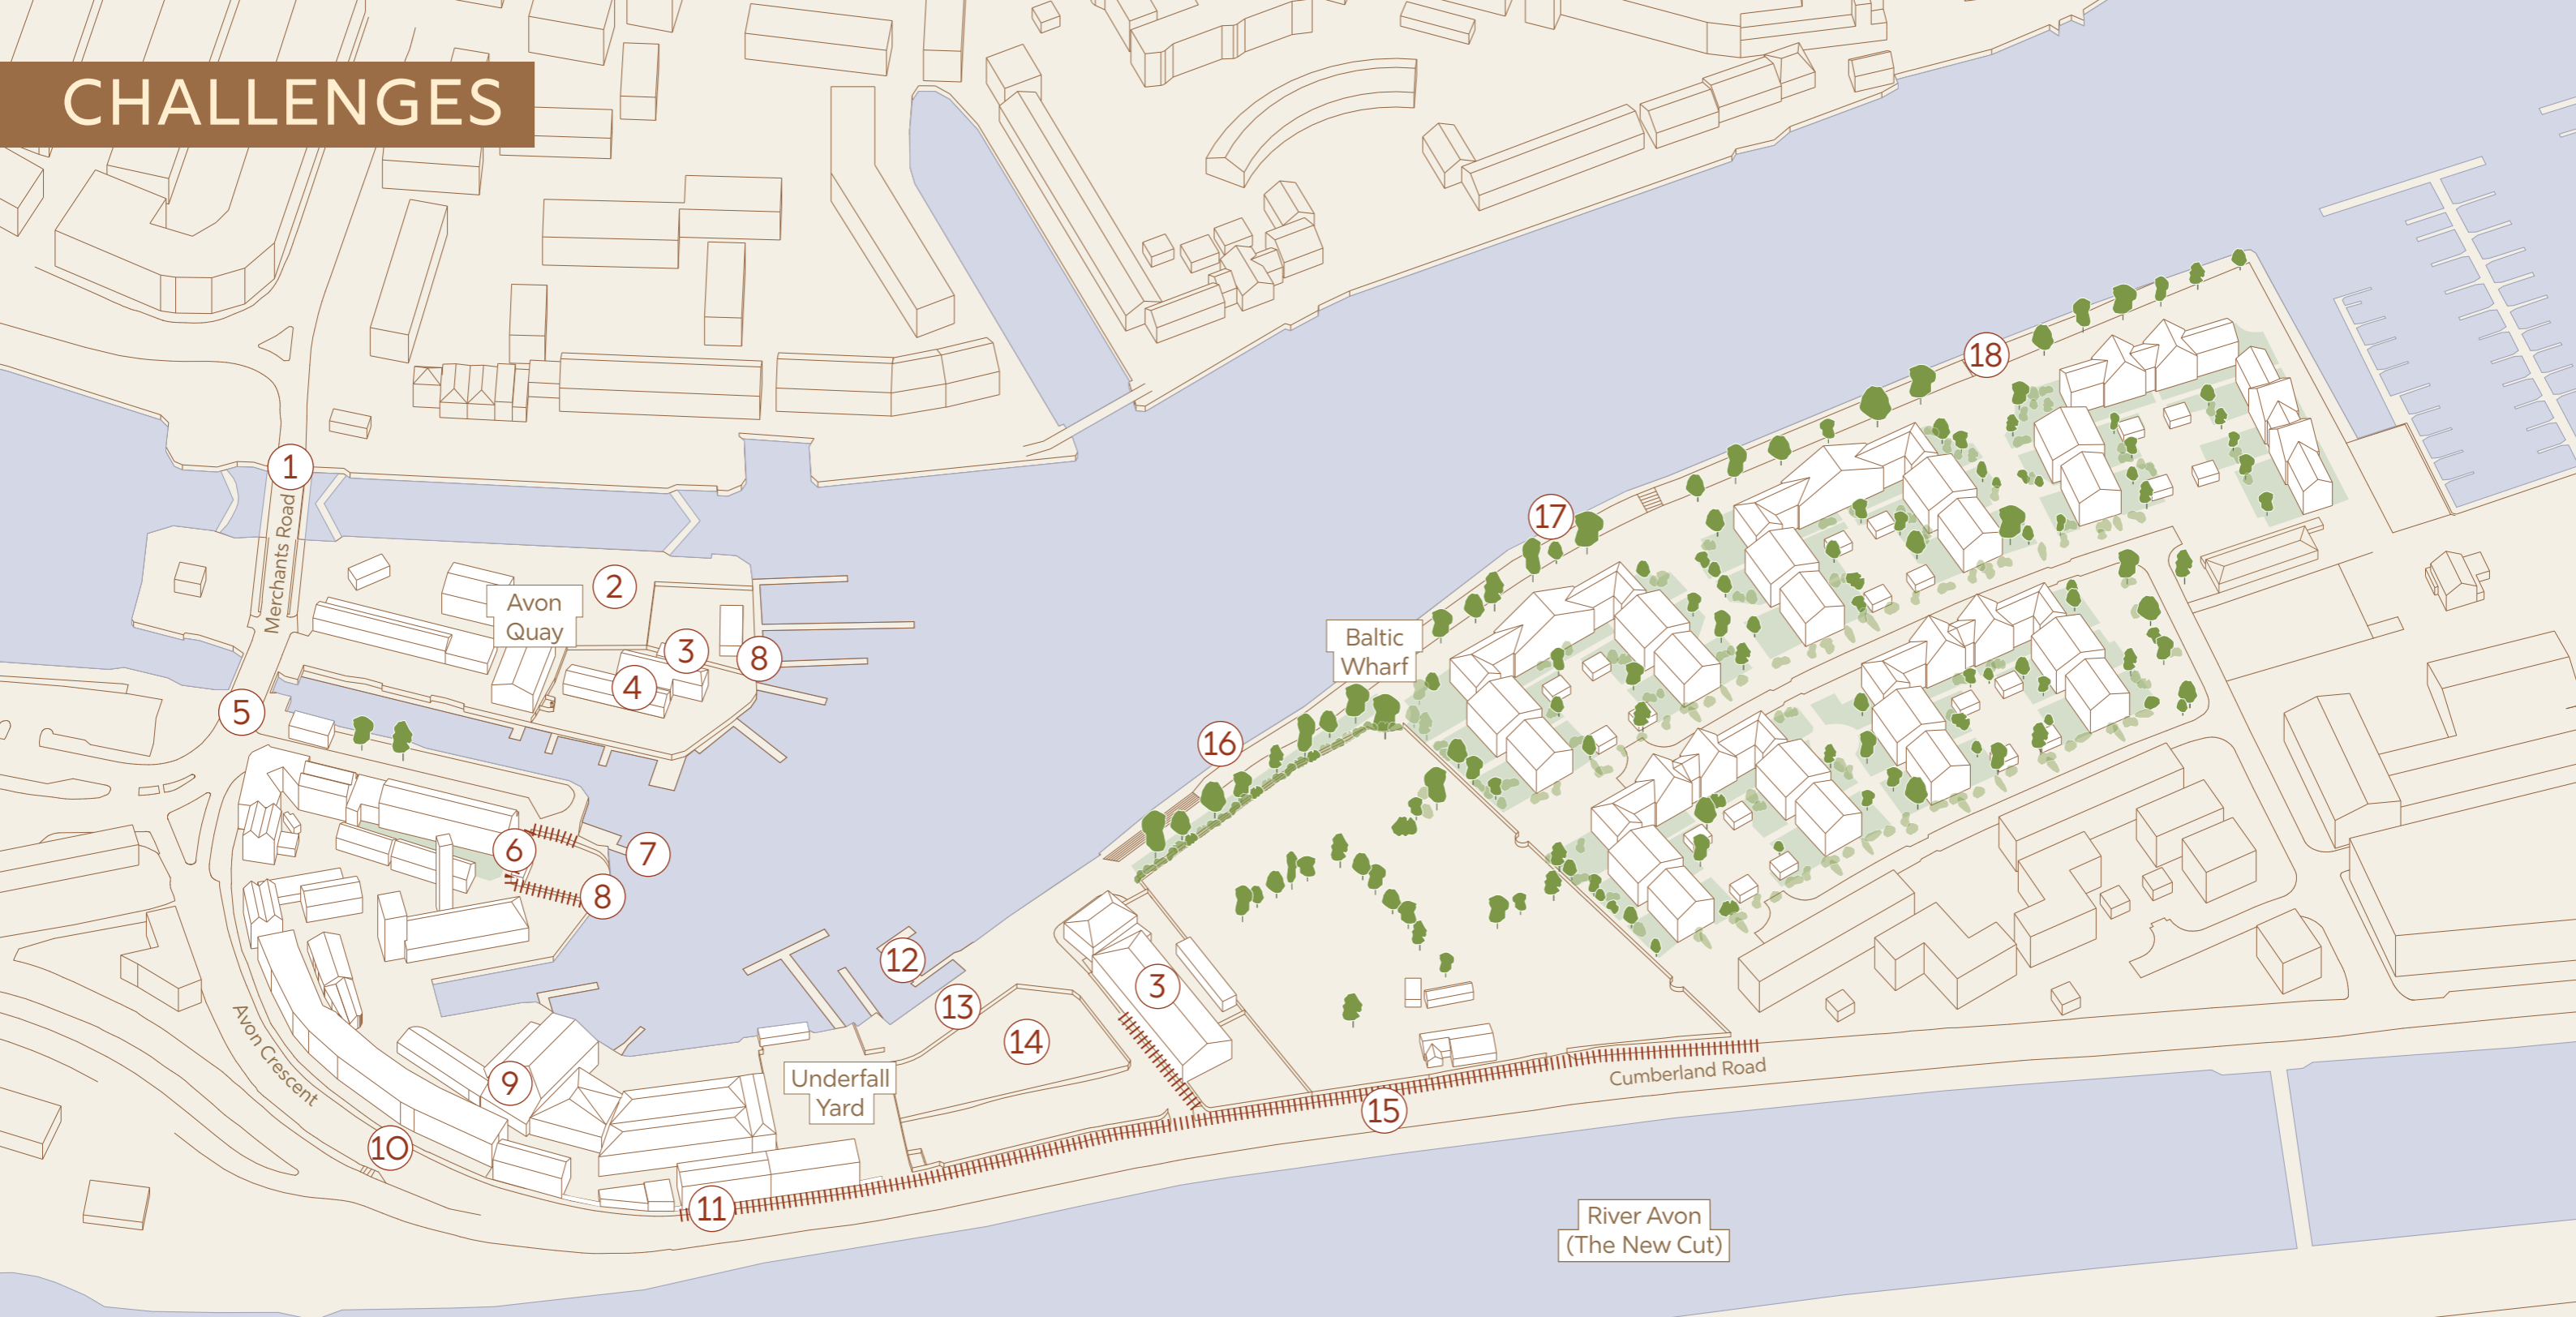 CHALLENGES
1
Merchants Road
2
Avon
Quay
3
8
4
5
6
7
8
Avon Crescent
9
10
11
Underfall
Yard
12
13
14
3
15
Cumberland Road
16
Baltic
Wharf
17
18
River Avon
(The New Cut)